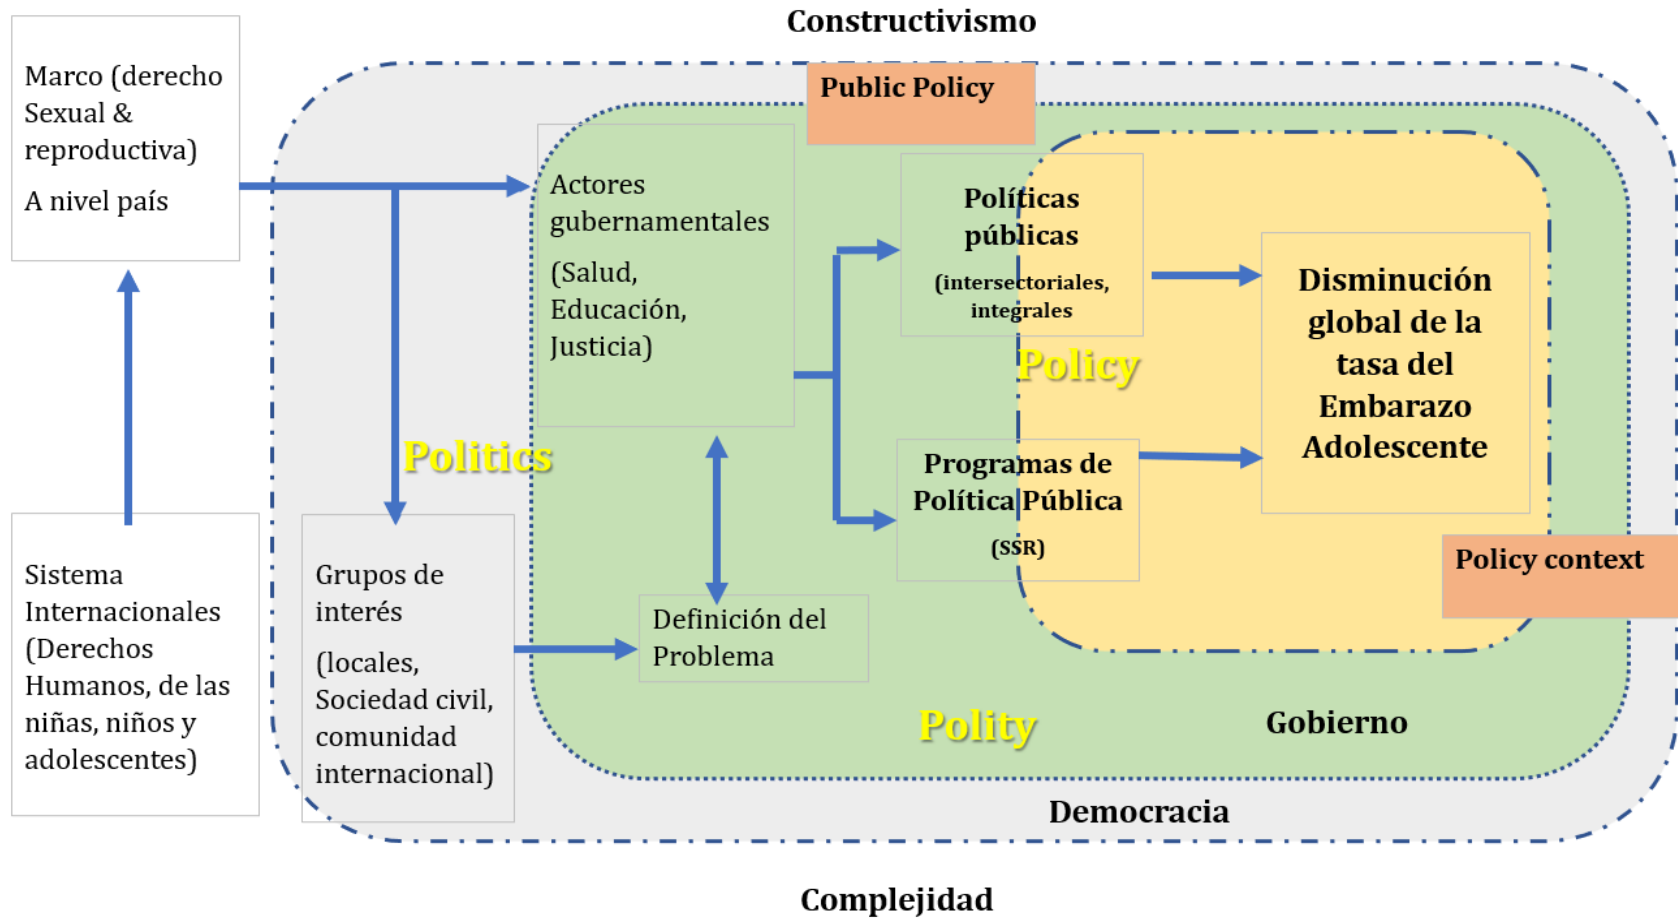 Constructivismo
Marco (derecho
Sexual &
reproductiva)
A nivel país
Public Policy
Actores
gubernamentales
(Salud,
Educación,
Justicia)
Políticas
públicas
(intersectoriales,
integrales
Disminución
global de la
tasa del
Embarazo
Adolescente
Policy
Politics
Programas de
Política Pública
(SSR)
Policy context
Sistema
Internacionales
(Derechos
Humanos, de las
niñas, niños y
adolescentes)
Grupos de
interés
(locales,
Sociedad civil,
comunidad
internacional)
Definición del
Problema
Polity
Gobierno
Democracia
Complejidad